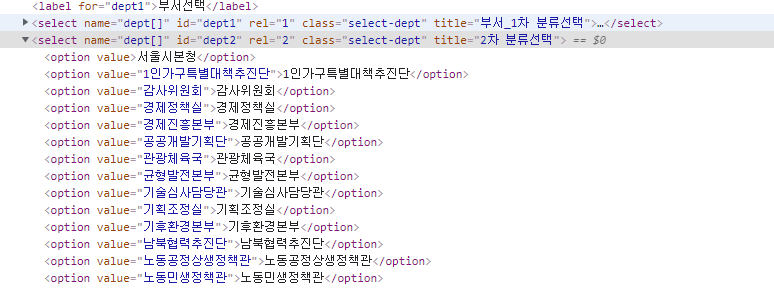 <label for="dept1">부서선택</label>
▶<select name="dept[]" id="dept1" rel="1" class="select-dept" title="부서_1차 분류선택">…</select>
▼<select name="dept[]" id="dept2" rel="2" class="select-dept" title="2차 분류선택"> == $0
<option value>서울시본청</option>
<option value="1인가구특별대책추진단">1인가구특별대책추진단</option>
<option value="감사위원회">감사위원회</option>
<option value="경제정책실">경제정책실</option>
<option value="경제진흥본부">경제진흥본부</option>
<option value="공공개발기획단">공공개발기획단</option>
<option value="관광체육국">관광체육국</option>
<option value="균형발전본부">균형발전본부</option>
<option value="기술심사담당관">기술심사담당관</option>
<option value="기획조정실">기획조정실</option>
<option value="기후환경본부">기후환경본부</option>
<option value="남북협력추진단">남북협력추진단</option>
<option value="노동공정상생정책관">노동공정상생정책관</option>
<option value="노동민생정책관">노동민생정책관</option>